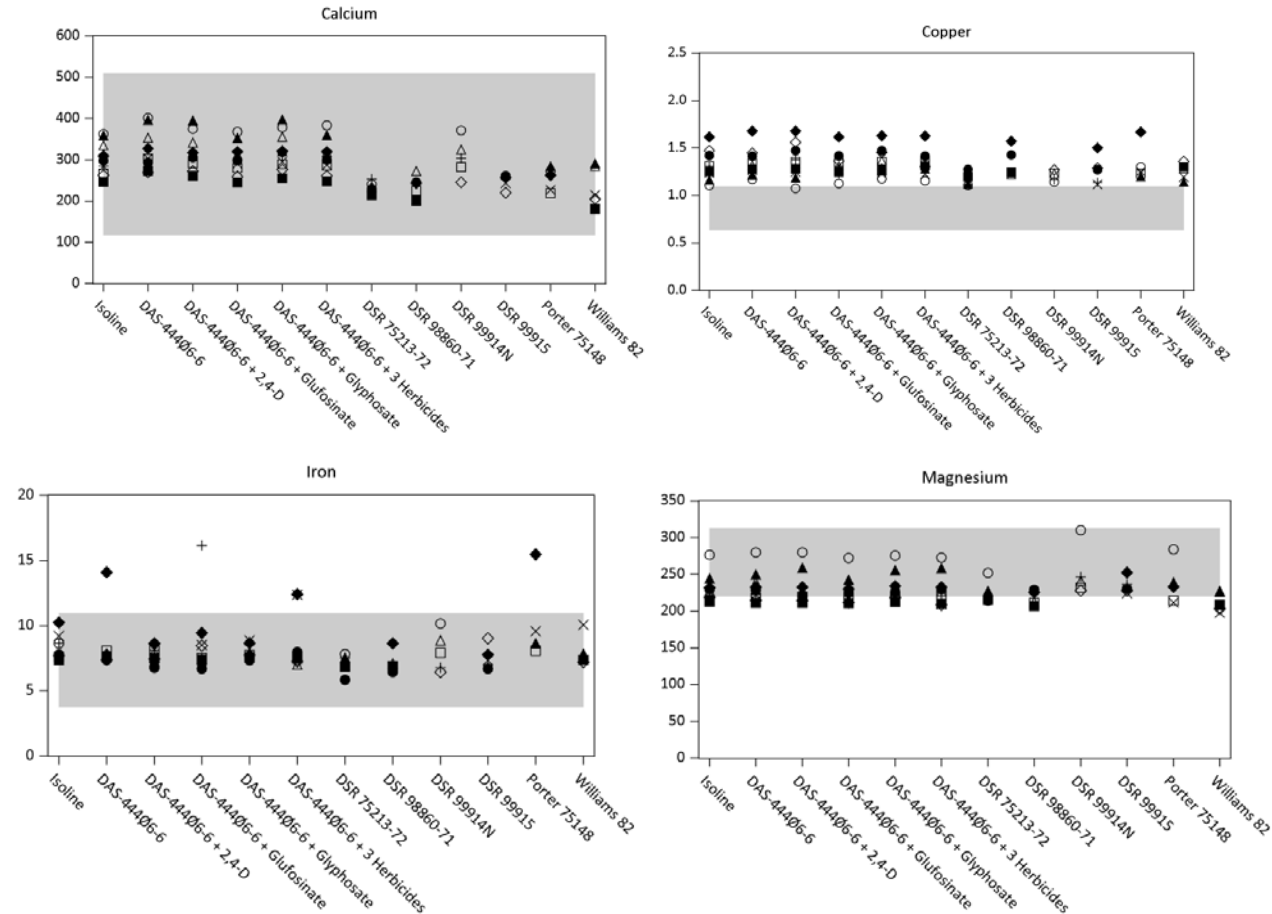 Calcium
600
500
400
300
200
100
0
Isoline
DAS-444Ø6-6
DAS-444Ø6-6 + 2,4-D
DAS-444Ø6-6 + Glufosinate
DAS-444Ø6-6 + Glyphosate
DAS-444Ø6-6 + 3 Herbicides
DSR 75213-72
DSR 98860-71
DSR 99914N
DSR 99915
Porter 75148
Williams 82
Copper
2.5
2.0
1.5
1.0
0.5
0.0
Isoline
DAS-444Ø6-6
DAS-444Ø6-6 + 2,4-D
DAS-444Ø6-6 + Glufosinate
DAS-444Ø6-6 + Glyphosate
DAS-444Ø6-6 + 3 Herbicides
DSR 75213-72
DSR 98860-71
DSR 99914N
DSR 99915
Porter 75148
Williams 82
Iron
20
15
10
5
0
Isoline
DAS-444Ø6-6
DAS-444Ø6-6 + 2,4-D
DAS-444Ø6-6 + Glufosinate
DAS-444Ø6-6 + Glyphosate
DAS-444Ø6-6 + 3 Herbicides
DSR 75213-72
DSR 98860-71
DSR 99914N
DSR 99915
Porter 75148
Williams 82
Magnesium
350
300
250
200
150
100
50
0
Isoline
DAS-444Ø6-6
DAS-444Ø6-6 + 2,4-D
DAS-444Ø6-6 + Glufosinate
DAS-444Ø6-6 + Glyphosate
DAS-444Ø6-6 + 3 Herbicides
DSR 75213-72
DSR 98860-71
DSR 99914N
DSR 99915
Porter 75148
Williams 82